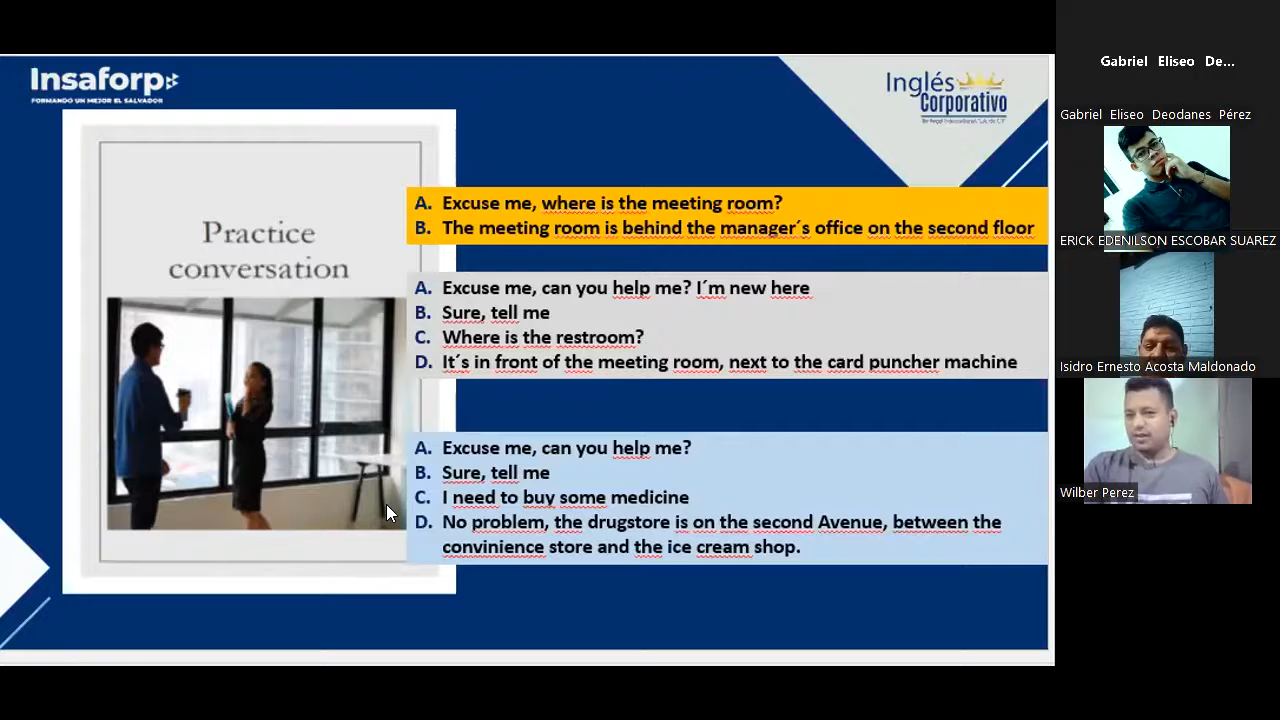 Insaforp
FORMANDO UN MEJOR EL SALVADOR
Inglés
Corporativo
Practice
conversation
A. Excuse me, where is the meeting room?
B. The meeting room is behind the manager´s office on the second floor
A. Excuse me, can you help me? I´m new here
B. Sure, tell me
C. Where is the restroom?
D. It´s in front of the meeting room, next to the card puncher machine
A. Excuse me, can you help me?
B. Sure, tell me
C. I need to buy some medicine
D. No problem, the drugstore is on the second Avenue, between the
convinience store and the ice cream shop.
Gabriel Eliseo De...
Gabriel Eliseo Deodanes Pérez
ERICK EDENILSON ESCOBAR SUAREZ
Isidro Ernesto Acosta Maldonado
Wilber Perez